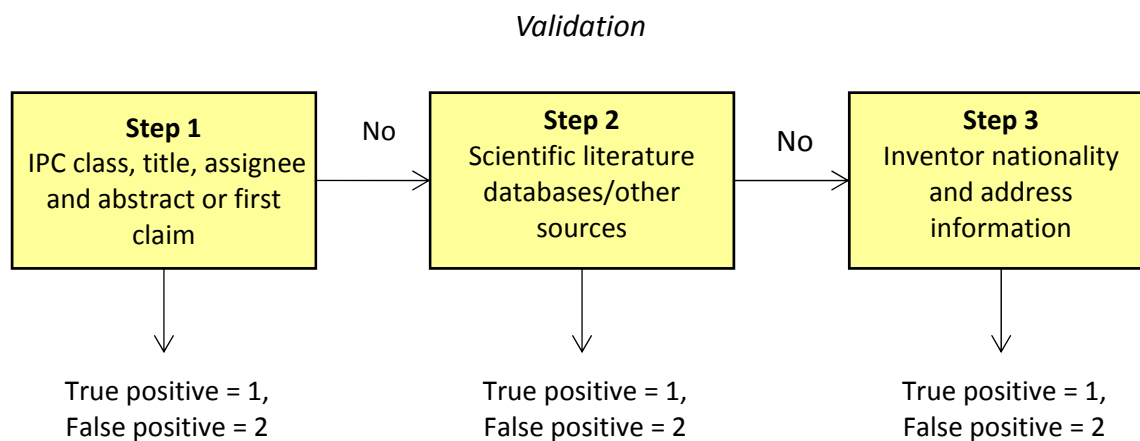 Validation
Step 1
IPC class, title, assignee
and abstract or first
claim
No
Step 2
Scientific literature
databases/other
sources
No
Step 3
Inventor nationality
and address
information
True positive = 1,
False positive = 2
True positive = 1,
False positive = 2
True positive = 1,
False positive = 2